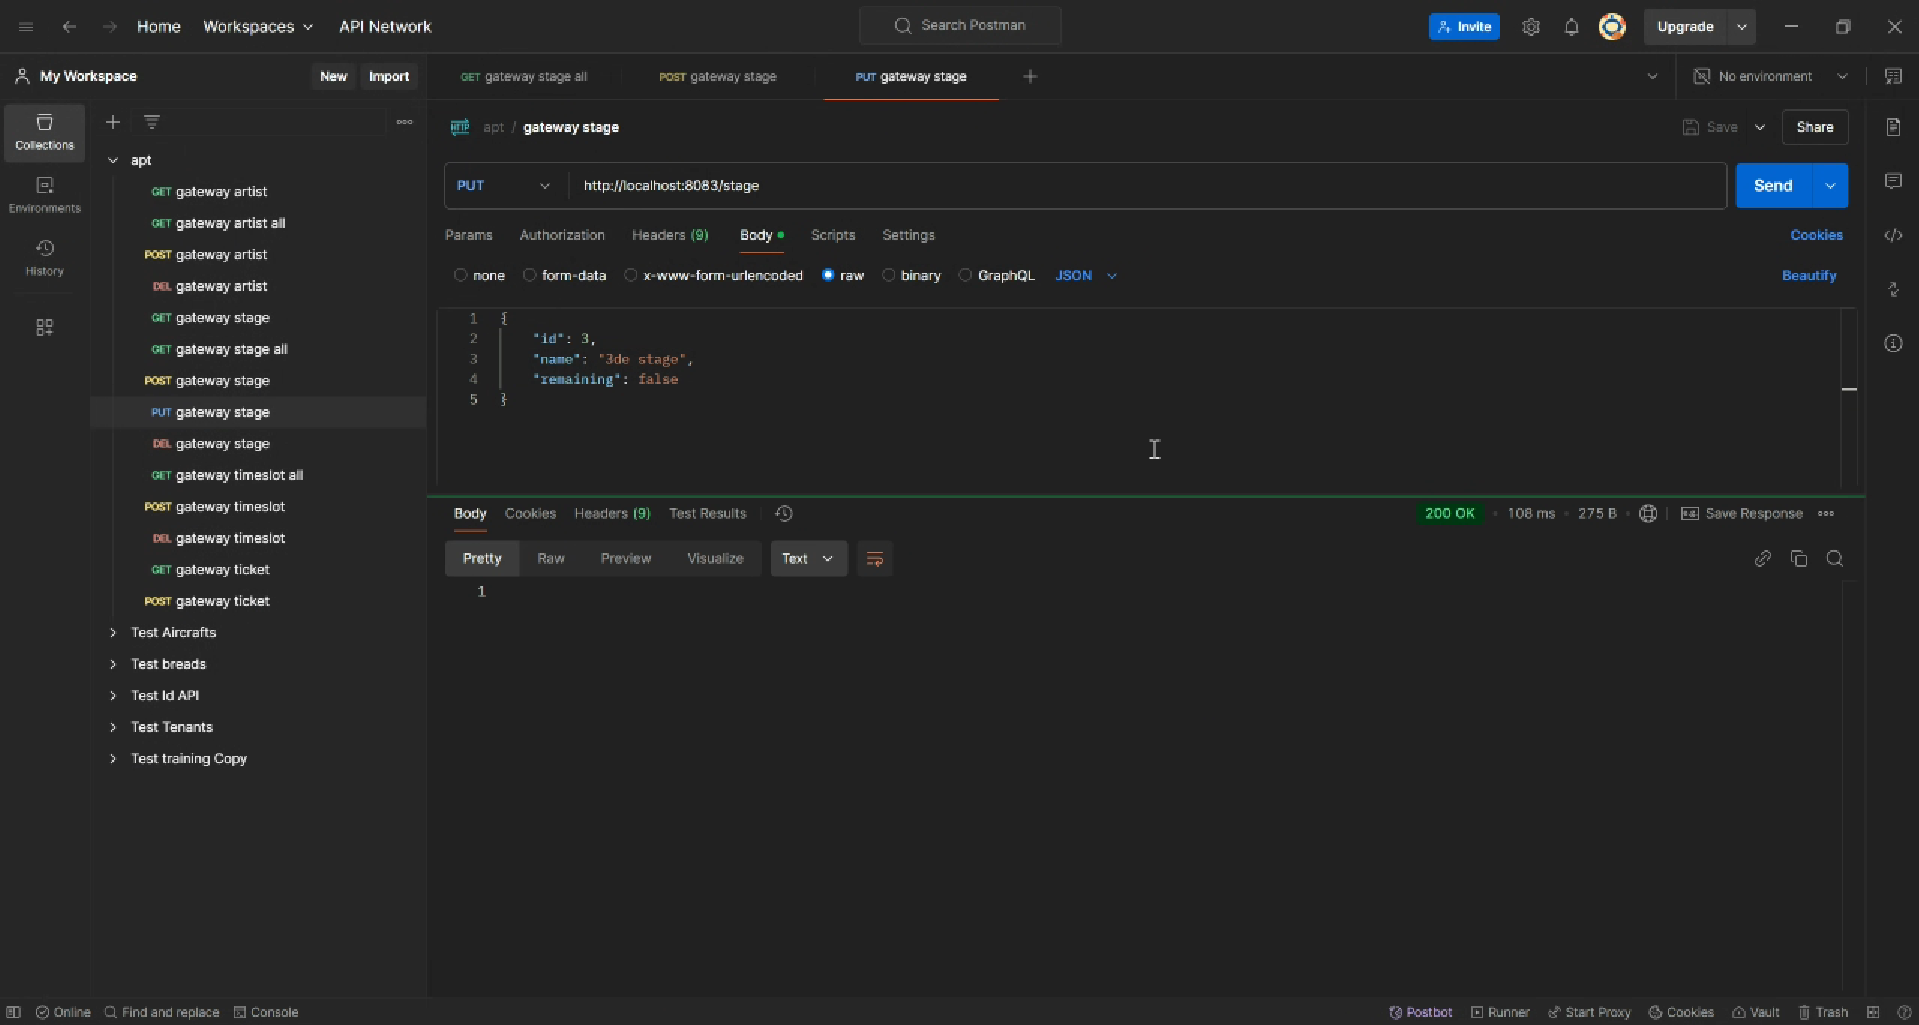 Home Workspaces API Network Search Postman Invite Upgrade
My Workspace New Import GET gateway stage all POST gateway stage PUT gateway stage No environment
Collections
Environments
History
apt
GET gateway artist
GET gateway artist all
POST gateway artist
DEL gateway artist
GET gateway stage
GET gateway stage all
POST gateway stage
PUT gateway stage
DEL gateway stage
GET gateway timeslot all
POST gateway timeslot
DEL gateway timeslot
GET gateway ticket
POST gateway ticket
Test Aircrafts
Test breads
Test Id API
Test Tenants
Test training Copy
HTTP apt / gateway stage Save Share
PUT http://localhost:8083/stage Send
Params Authorization Headers (9) Body Scripts Settings Cookies
none form-data x-www-form-urlencoded raw binary GraphQL JSON Beautify
1 {
2 "id": 3,
3 "name": "3de stage",
4 "remaining": false
5 }
Body Cookies Headers (9) Test Results 200 OK 108 ms 275 B Save Response
Pretty Raw Preview Visualize Text
1
Online Find and replace Console Postbot Runner Start Proxy Cookies Vault Trash